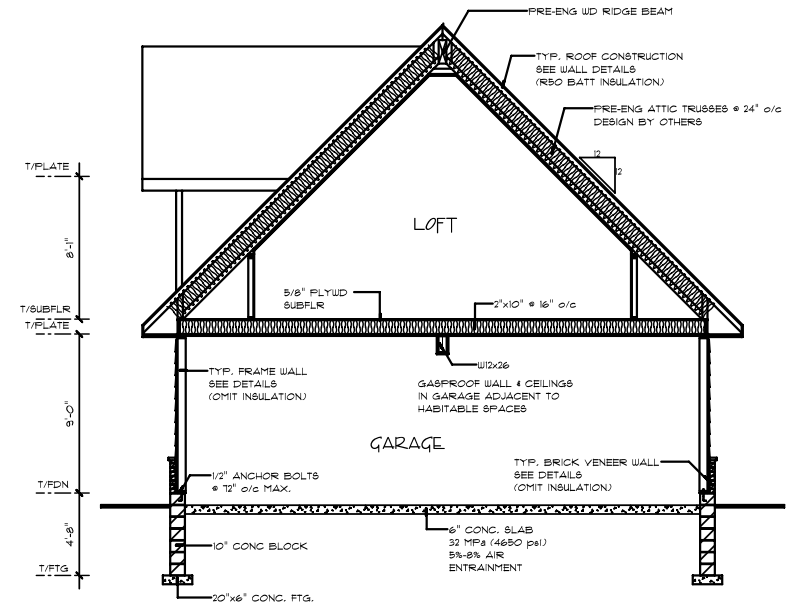 PRE-ENG WD RIDGE BEAM
TYP. ROOF CONSTRUCTION
SEE WALL DETAILS
(R50 BATT INSULATION)
PRE-ENG ATTIC TRUSSES @ 24" o/c
DESIGN BY OTHERS
12
12
T/PLATE
8'-1"
LOFT
5/8" PLYWD
SUBFLR
2"x10" @ 16" o/c
T/SUBFLR
T/PLATE
W12x26
TYP. FRAME WALL
SEE DETAILS
(OMIT INSULATION)
GASPROOF WALL & CEILINGS
IN GARAGE ADJACENT TO
HABITABLE SPACES
9'-0"
GARAGE
TYP. BRICK VENEER WALL
SEE DETAILS
(OMIT INSULATION)
1/2" ANCHOR BOLTS
@ 72" o/c MAX.
T/FDN
4'-8"
6" CONC. SLAB
32 MPa (4650 psi)
5%-8% AIR
ENTRAINMENT
10" CONC BLOCK
T/FTG
20"x6" CONC. FTG.